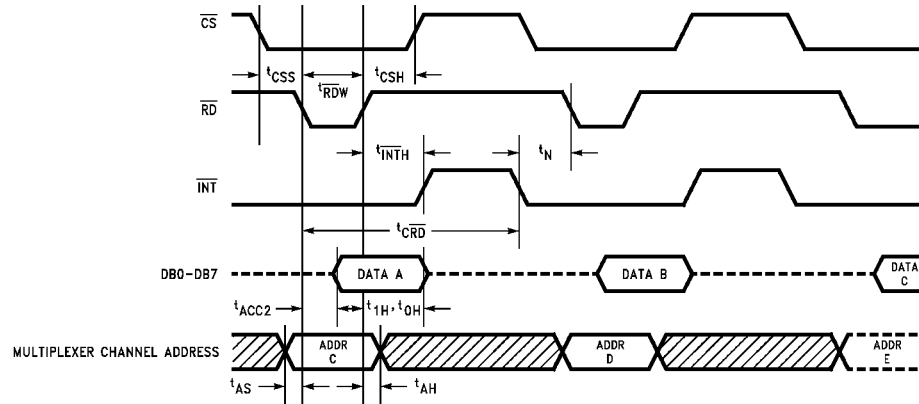 CS
tCSS
tRDW
tCSH
RD
tINTH
tN
INT
tCRD
DB0-DB7
DATA A
DATA B
DATA
C
tACC2
t1H, t0H
MULTIPLEXER CHANNEL ADDRESS
ADDR
C
ADDR
D
ADDR
E
tAS
tAH